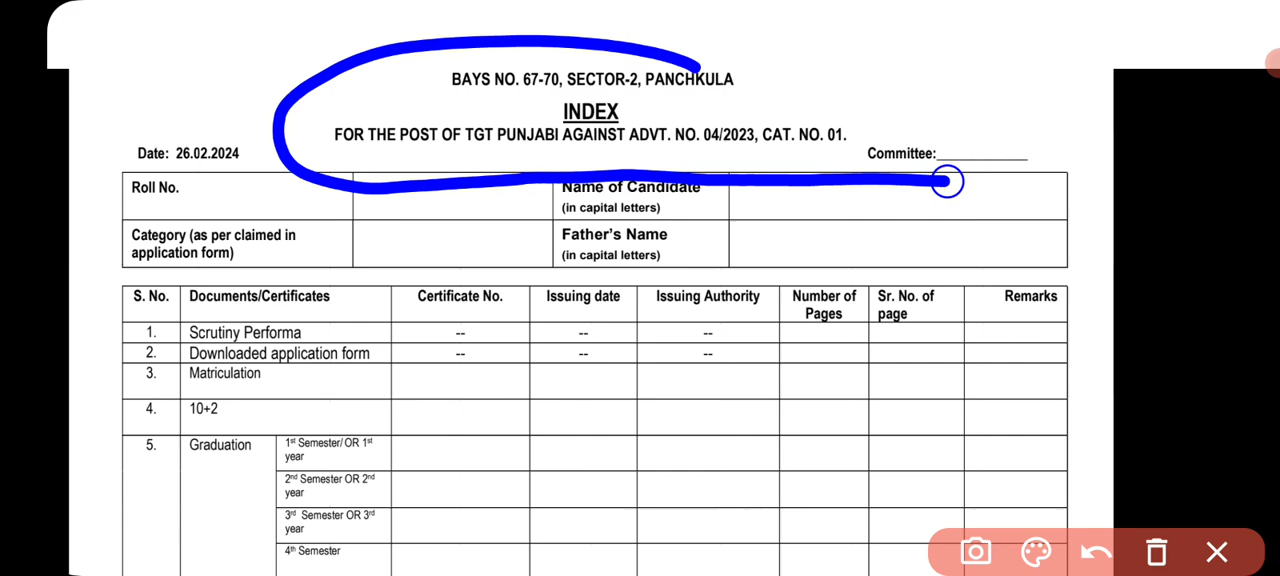 BAYS NO. 67-70, SECTOR-2, PANCHKULA
INDEX
FOR THE POST OF TGT PUNJABI AGAINST ADVT. NO. 04/2023, CAT. NO. 01.
Date: 26.02.2024 Committee:____________
Roll No. Name of Candidate
(in capital letters)
Category (as per claimed in application form) Father's Name
(in capital letters)
S. No. Documents/Certificates Certificate No. Issuing date Issuing Authority Number of Pages Sr. No. of page Remarks
1. Scrutiny Performa -- -- --
2. Downloaded application form -- -- --
3. Matriculation
4. 10+2
5. Graduation 1st Semester/ OR 1st
year
2nd Semester OR 2nd
year
3rd Semester OR 3rd
year
4th Semester